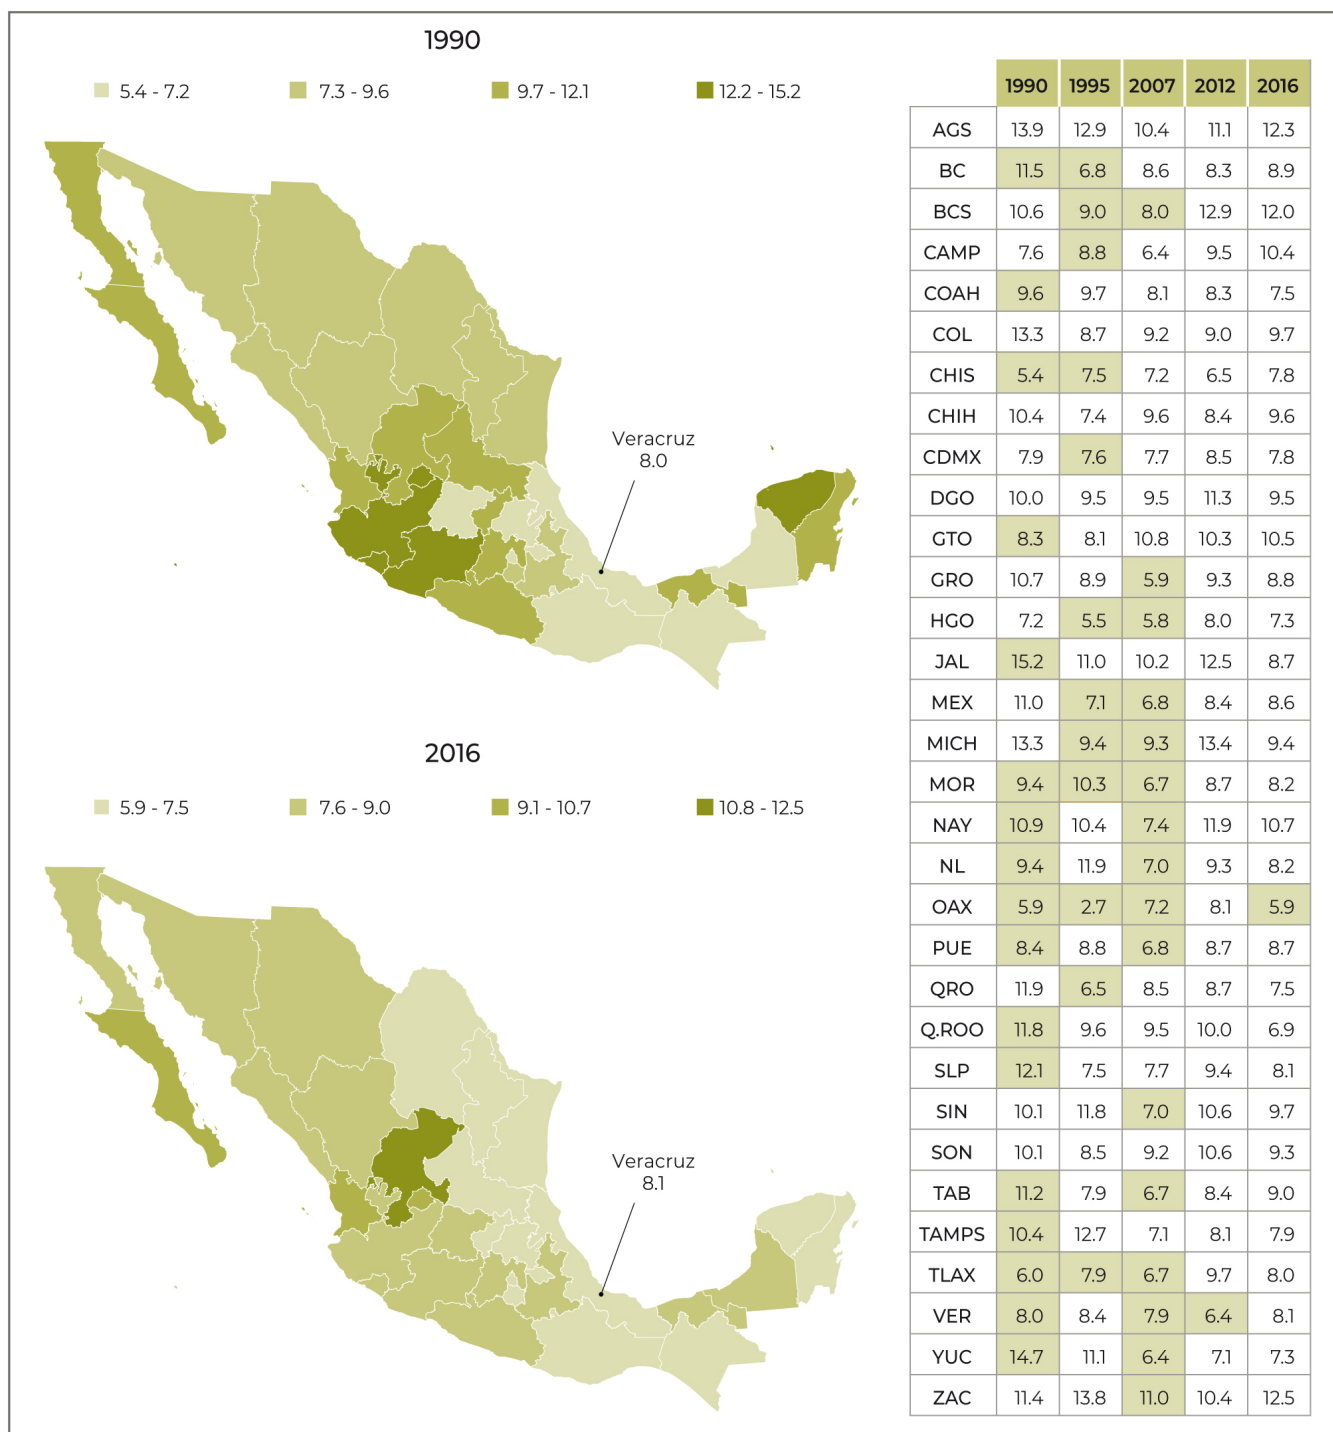 1990
5.4 - 7.2 7.3 - 9.6 9.7 - 12.1 12.2 - 15.2
Veracruz
8.0
2016
5.9 - 7.5 7.6 - 9.0 9.1 - 10.7 10.8 - 12.5
Veracruz
8.1
1990 1995 2007 2012 2016
AGS 13.9 12.9 10.4 11.1 12.3
BC 11.5 6.8 8.6 8.3 8.9
BCS 10.6 9.0 8.0 12.9 12.0
CAMP 7.6 8.8 6.4 9.5 10.4
COAH 9.6 9.7 8.1 8.3 7.5
COL 13.3 8.7 9.2 9.0 9.7
CHIS 5.4 7.5 7.2 6.5 7.8
CHIH 10.4 7.4 9.6 8.4 9.6
CDMX 7.9 7.6 7.7 8.5 7.8
DGO 10.0 9.5 9.5 11.3 9.5
GTO 8.3 8.1 10.8 10.3 10.5
GRO 10.7 8.9 5.9 9.3 8.8
HGO 7.2 5.5 5.8 8.0 7.3
JAL 15.2 11.0 10.2 12.5 8.7
MEX 11.0 7.1 6.8 8.4 8.6
MICH 13.3 9.4 9.3 13.4 9.4
MOR 9.4 10.3 6.7 8.7 8.2
NAY 10.9 10.4 7.4 11.9 10.7
NL 9.4 11.9 7.0 9.3 8.2
OAX 5.9 2.7 7.2 8.1 5.9
PUE 8.4 8.8 6.8 8.7 8.7
QRO 11.9 6.5 8.5 8.7 7.5
Q.ROO 11.8 9.6 9.5 10.0 6.9
SLP 12.1 7.5 7.7 9.4 8.1
SIN 10.1 11.8 7.0 10.6 9.7
SON 10.1 8.5 9.2 10.6 9.3
TAB 11.2 7.9 6.7 8.4 9.0
TAMPS 10.4 12.7 7.1 8.1 7.9
TLAX 6.0 7.9 6.7 9.7 8.0
VER 8.0 8.4 7.9 6.4 8.1
YUC 14.7 11.1 6.4 7.1 7.3
ZAC 11.4 13.8 11.0 10.4 12.5